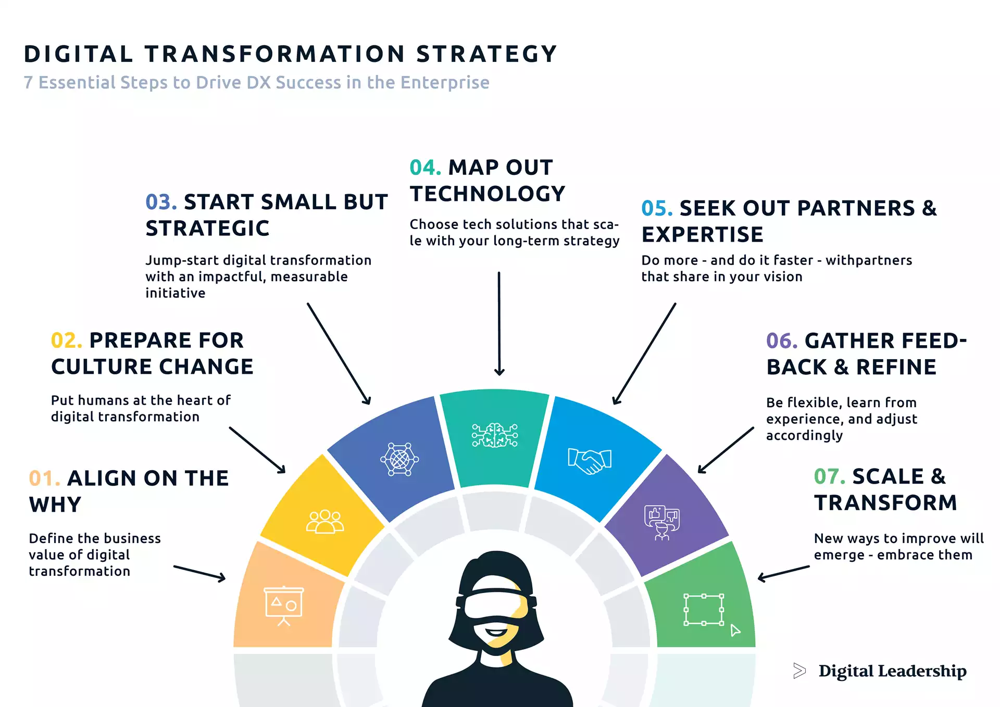 DIGITAL TRANSFORMATION STRATEGY
7 Essential Steps to Drive DX Success in the Enterprise
01. ALIGN ON THE
WHY
Define the business
value of digital
transformation
02. PREPARE FOR
CULTURE CHANGE
Put humans at the heart of
digital transformation
03. START SMALL BUT
STRATEGIC
Jump-start digital transformation
with an impactful, measurable
initiative
04. MAP OUT
TECHNOLOGY
Choose tech solutions that sca-
le with your long-term strategy
05. SEEK OUT PARTNERS &
EXPERTISE
Do more - and do it faster - withpartners
that share in your vision
06. GATHER FEED-
BACK & REFINE
Be flexible, learn from
experience, and adjust
accordingly
07. SCALE &
TRANSFORM
New ways to improve will
emerge - embrace them
Digital Leadership